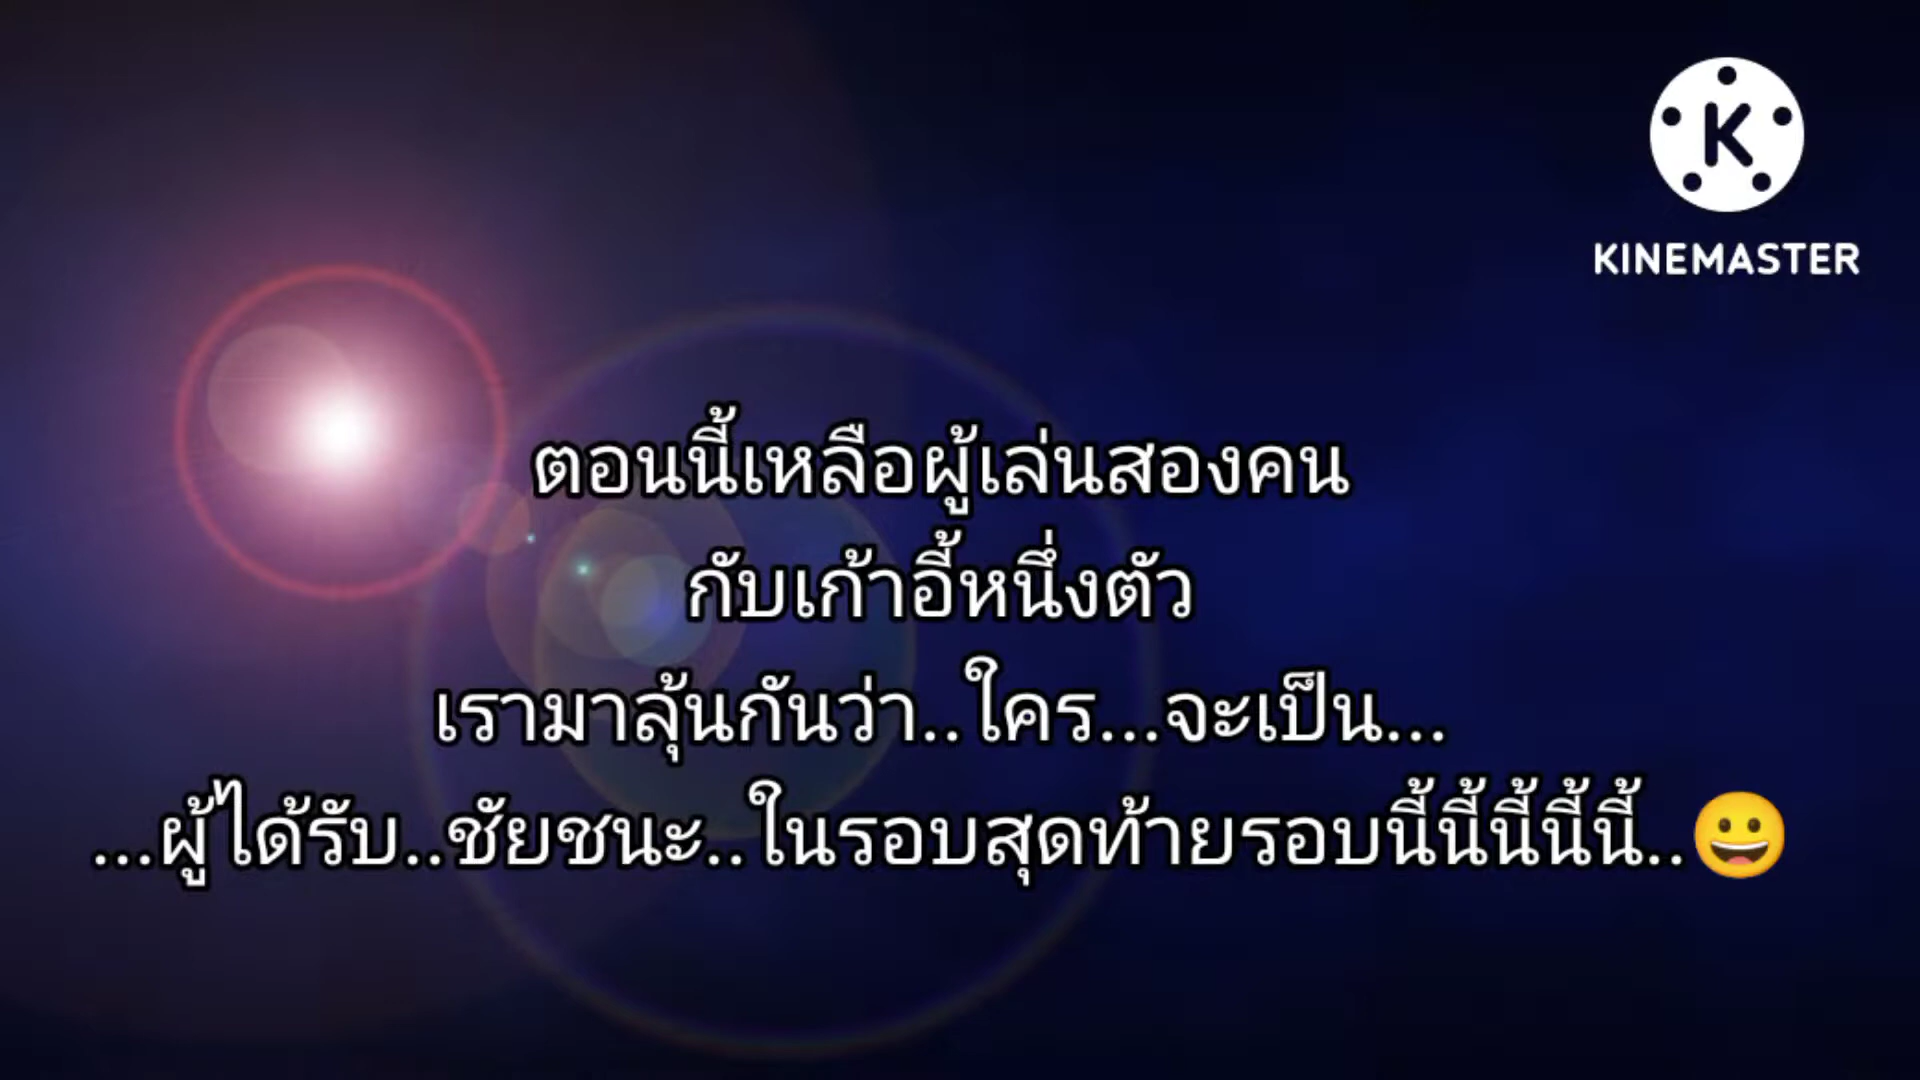 KINEMASTER
ตอนนี้เหลือผู้เล่นสองคน
กับเก้าอี้หนึ่งตัว
เรามาลุ้นกันว่า..ใคร...จะเป็น...
...ผู้ได้รับ..ชัยชนะ..ในรอบสุดท้ายรอบนี้นี้นี้นี้นี้..😀